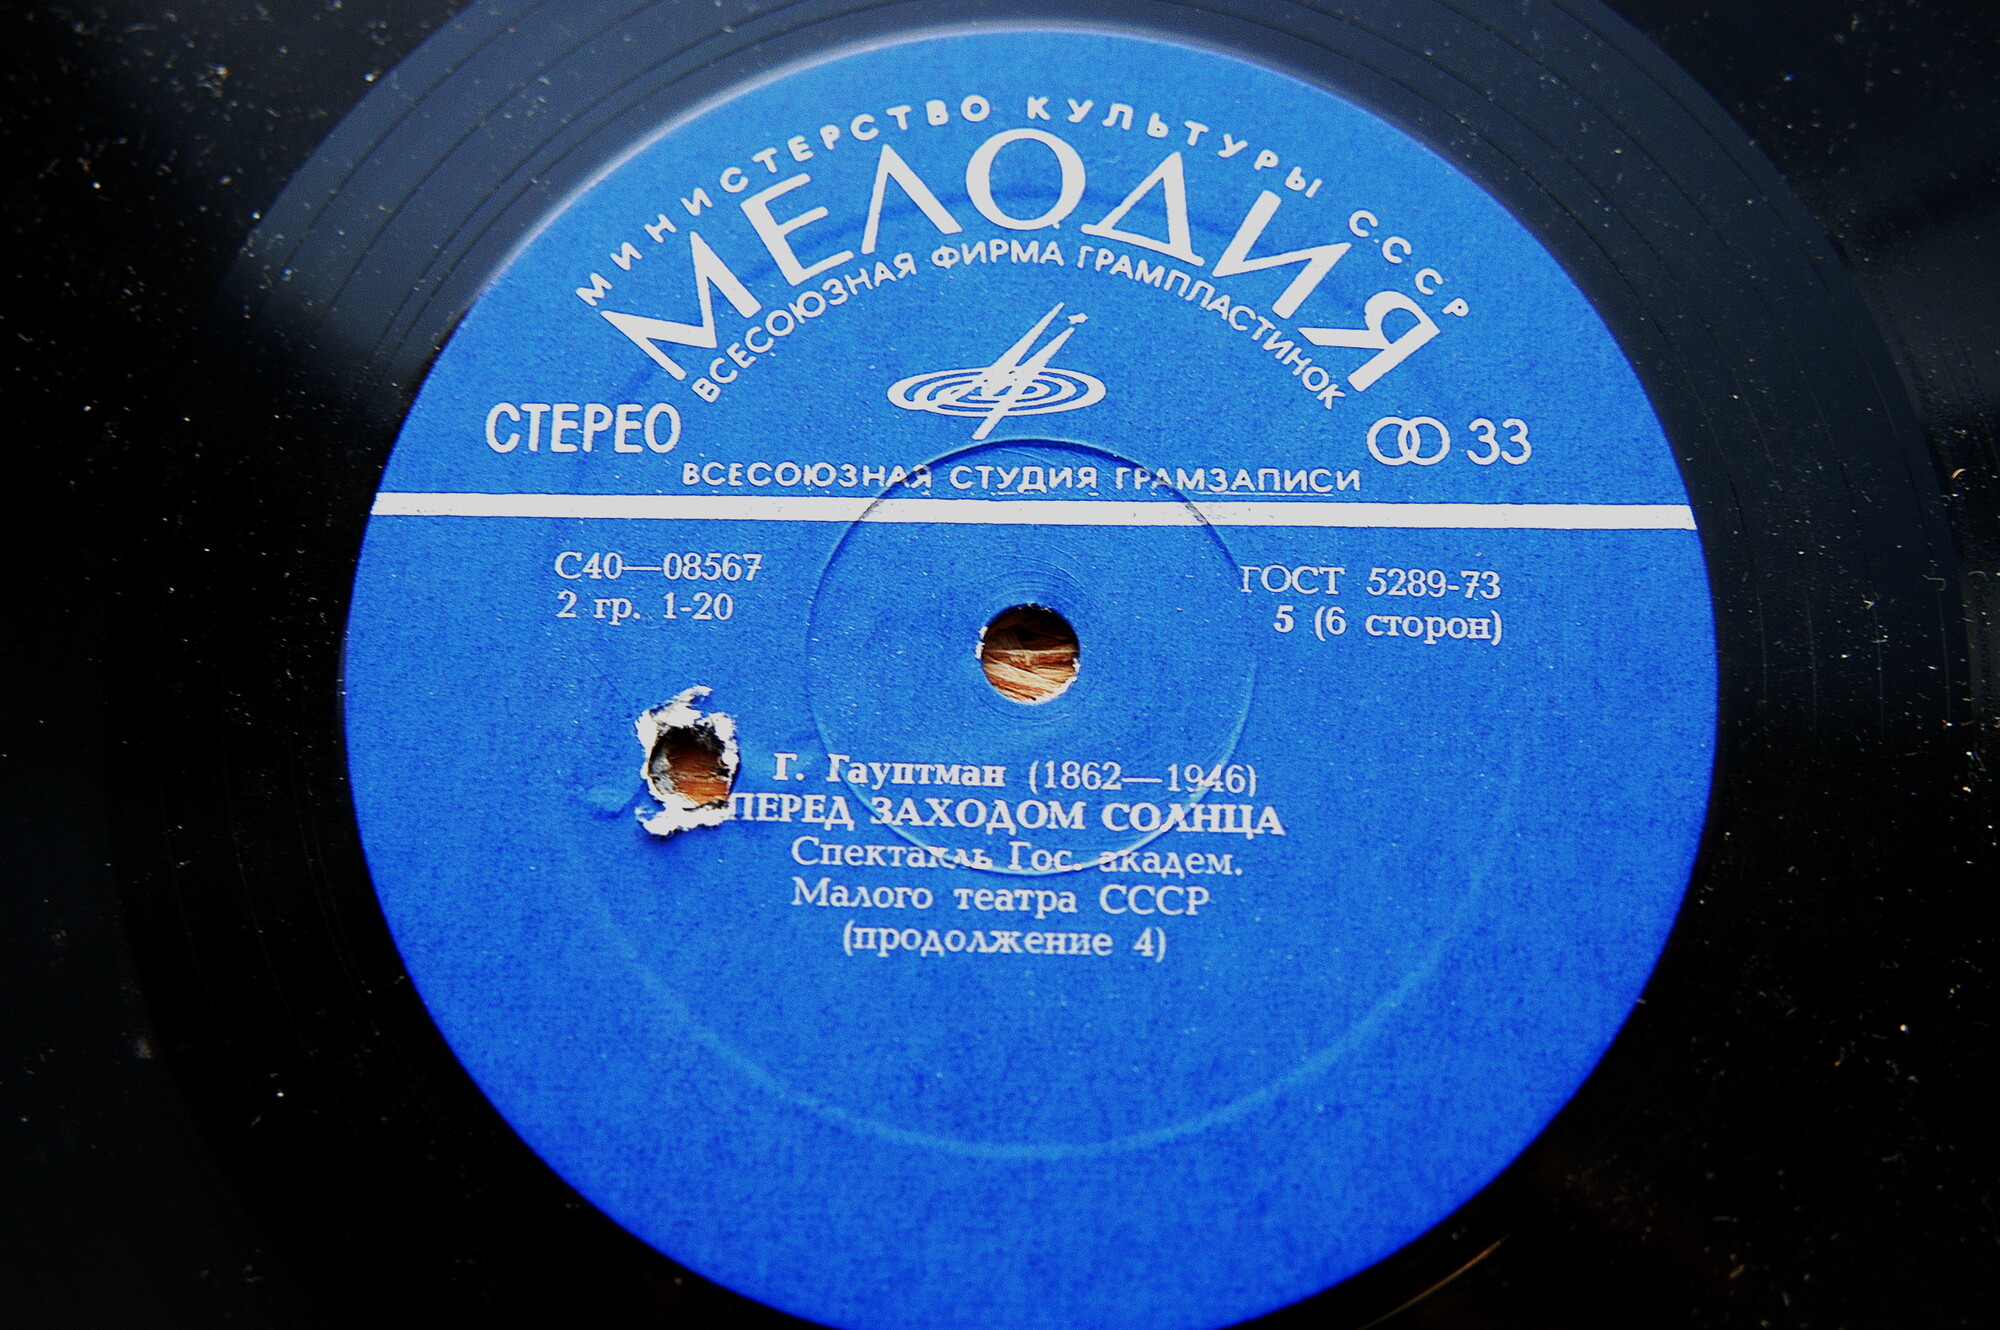 МИНИСТЕРСТВО КУЛЬТУРЫ СССР
МЕЛОДИЯ
ВСЕСОЮЗНАЯ ФИРМА ГРАМПЛАСТИНОК
СТЕРЕО
33
ВСЕСОЮЗНАЯ СТУДИЯ ГРАМЗАПИСИ
С40—08567
ГОСТ 5289-73
2 гр. 1-20
5 (6 сторон)
Г. Гауптман (1862—1946)
ПЕРЕД ЗАХОДОМ СОЛНЦА
Спектакль Гос. академ.
Малого театра СССР
(продолжение 4)